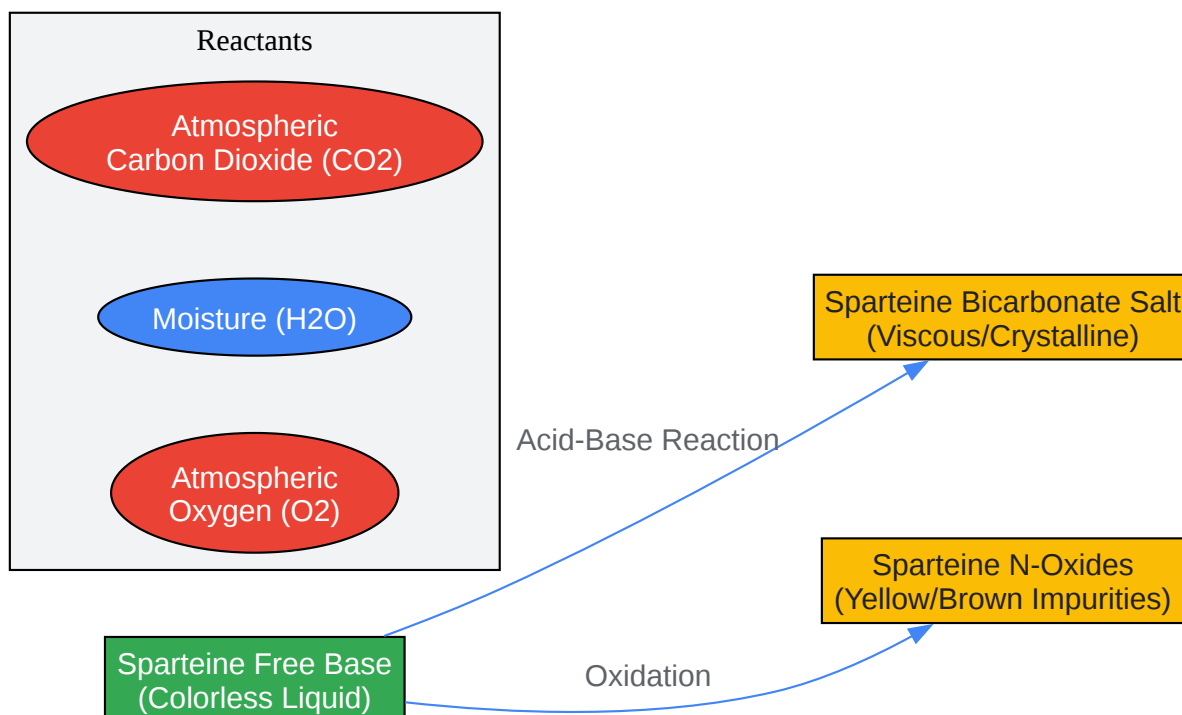 Reactants
Atmospheric
Carbon Dioxide (CO2)
Moisture (H2O)
Atmospheric
Oxygen (O2)
Sparteine Free Base
(Colorless Liquid)
Acid-Base Reaction
Oxidation
Sparteine Bicarbonate Salt
(Viscous/Crystalline)
Sparteine N-Oxides
(Yellow/Brown Impurities)